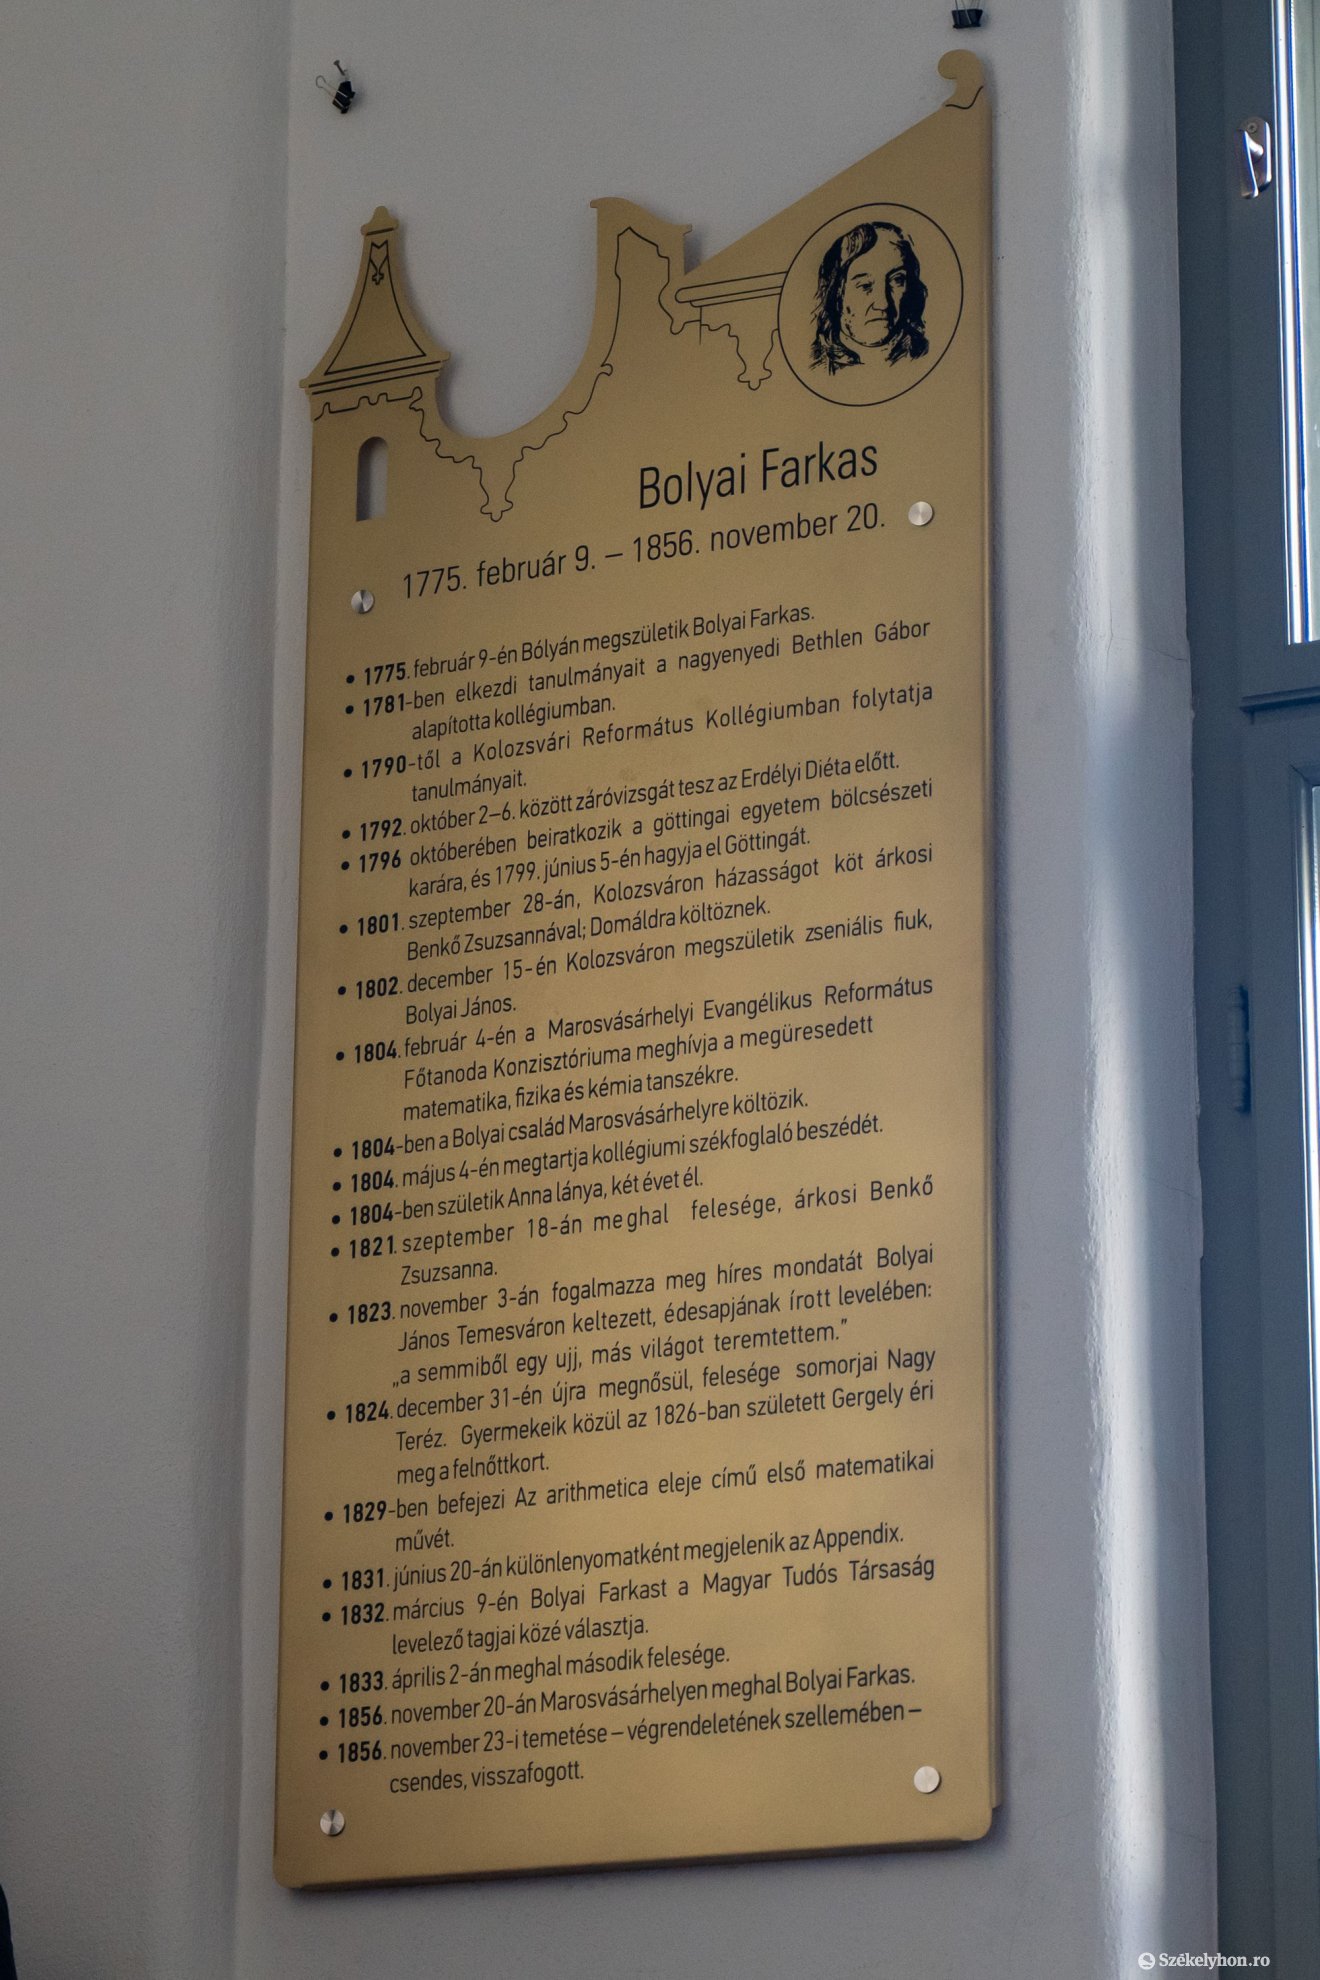 Bolyai Farkas
1775. február 9. – 1856. november 20.
• 1775. február 9-én Bólyán megszületik Bolyai Farkas.
• 1781-ben elkezdi tanulmányait a nagyenyedi Bethlen Gábor
alapította kollégiumban.
• 1790-től a Kolozsvári Református Kollégiumban folytatja
tanulmányait.
• 1792. október 2–6. között záróvizsgát tesz az Erdélyi Diéta előtt.
• 1796 októberében beiratkozik a göttingai egyetem bölcsészeti
karára, és 1799. június 5-én hagyja el Göttingát.
• 1801. szeptember 28-án, Kolozsváron házasságot köt árkosi
Benkő Zsuzsannával; Domáldra költöznek.
• 1802. december 15-én Kolozsváron megszületik zseniális fiuk,
Bolyai János.
• 1804. február 4-én a Marosvásárhelyi Evangélikus Református
Főtanoda Konzisztóriuma meghívja a megüresedett
matematika, fizika és kémia tanszékre.
• 1804-ben a Bolyai család Marosvásárhelyre költözik.
• 1804. május 4-én megtartja kollégiumi székfoglaló beszédét.
• 1804-ben születik Anna lánya, két évet él.
• 1821. szeptember 18-án meghal felesége, árkosi Benkő
Zsuzsanna.
• 1823. november 3-án fogalmazza meg híres mondatát Bolyai
János Temesváron keltezett, édesapjának írott levelében:
„a semmiből egy ujj, más világot teremtettem.”
• 1824. december 31-én újra megnősül, felesége somorjai Nagy
Teréz. Gyermekeik közül az 1826-ban született Gergely éri
meg a felnőttkort.
• 1829-ben befejezi Az arithmetica eleje című első matematikai
művét.
• 1831. június 20-án különlenyomatként megjelenik az Appendix.
• 1832. március 9-én Bolyai Farkast a Magyar Tudós Társaság
levelező tagjai közé választja.
• 1833. április 2-án meghal második felesége.
• 1856. november 20-án Marosvásárhelyen meghal Bolyai Farkas.
• 1856. november 23-i temetése – végrendeletének szellemében –
csendes, visszafogott.
Székelyhon.ro